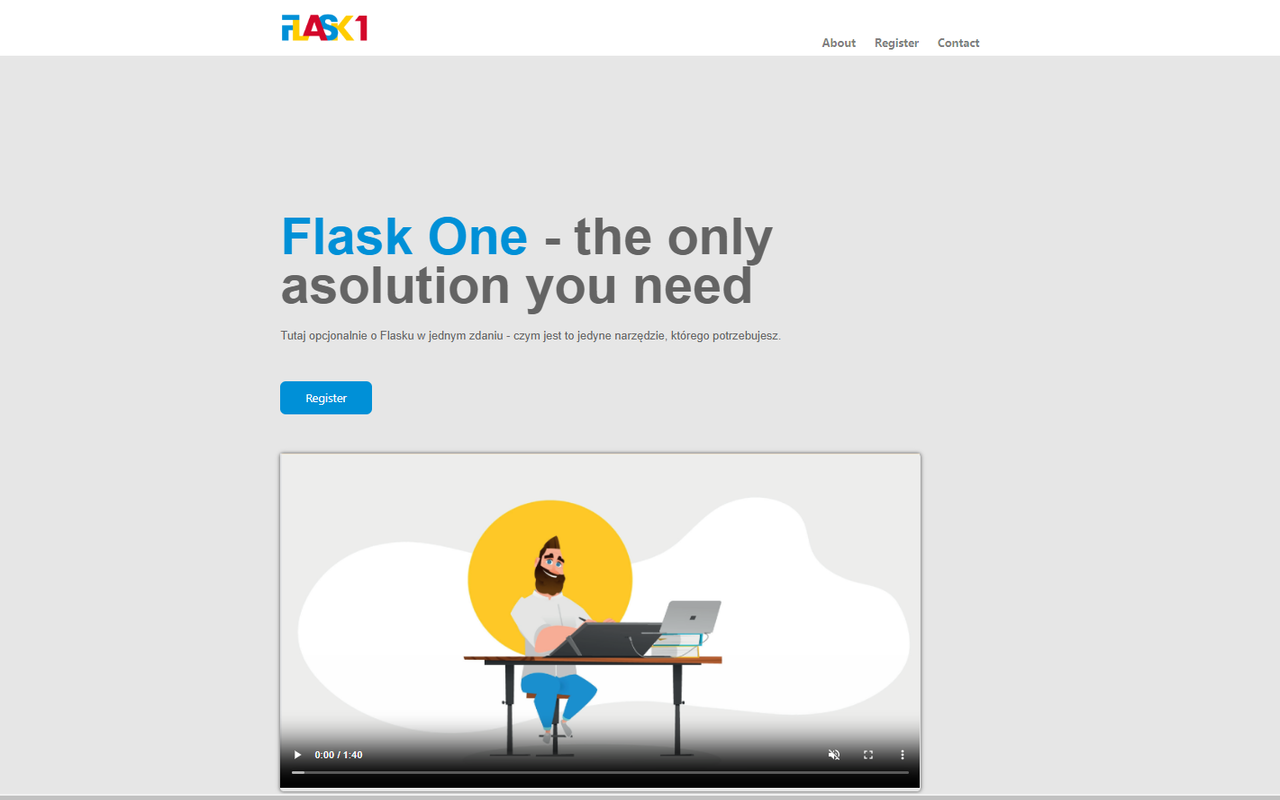 FLASK1
About Register Contact
Flask One - the only
asolution you need
Tutaj opcjonalnie o Flasku w jednym zdaniu - czym jest to jedyne narzędzie, którego potrzebujesz.
Register
0:00 / 1:40